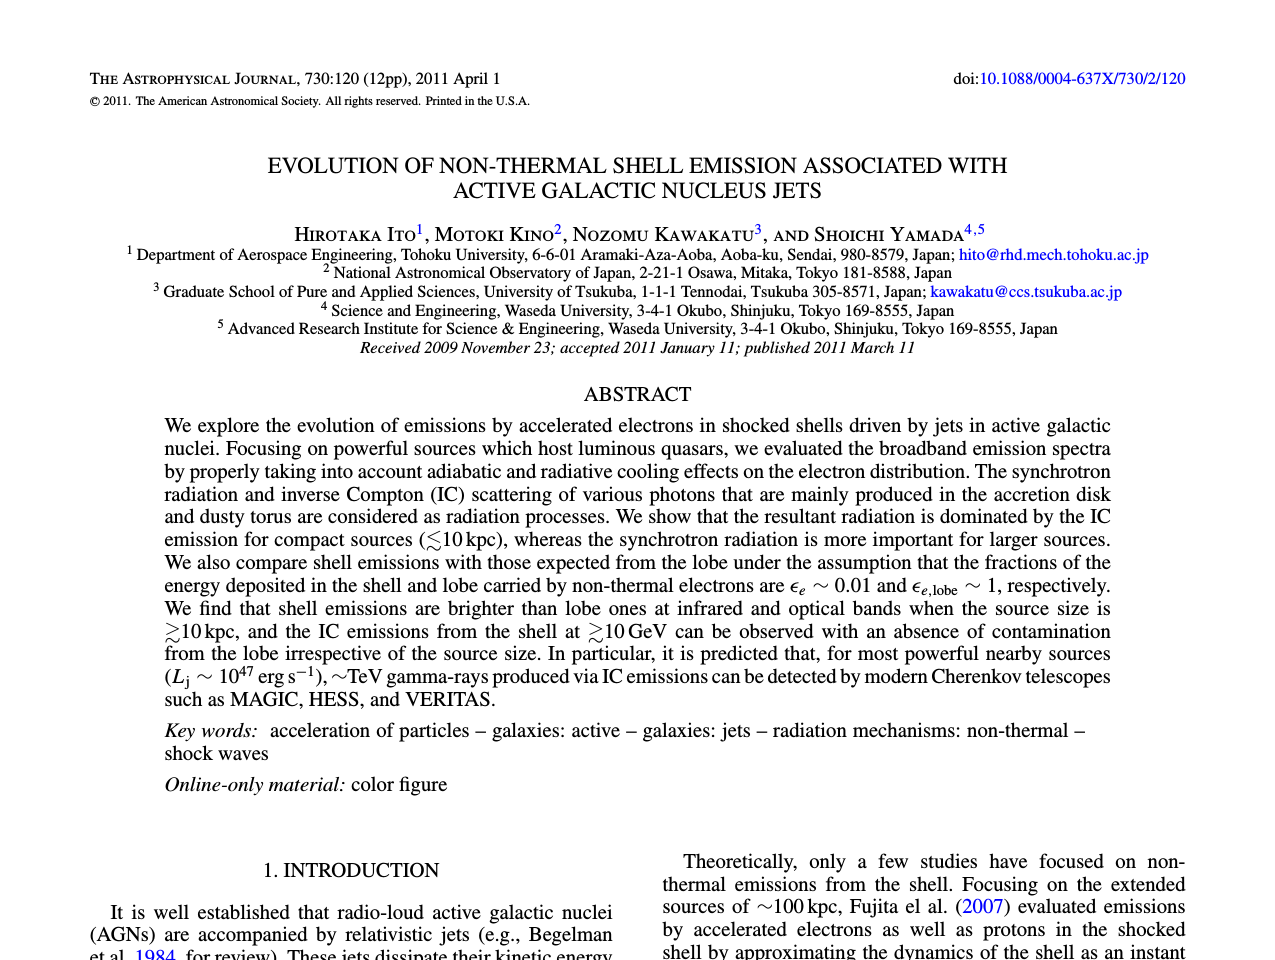 THE ASTROPHYSICAL JOURNAL, 730:120 (12pp), 2011 April 1
doi:10.1088/0004-637X/730/2/120
© 2011. The American Astronomical Society. All rights reserved. Printed in the U.S.A.
EVOLUTION OF NON-THERMAL SHELL EMISSION ASSOCIATED WITH
ACTIVE GALACTIC NUCLEUS JETS
HIROTAKA ITO¹, MOTOKI KINO², NOZOMU KAWAKATU³, AND SHOICHI YAMADA⁴,⁵
¹ Department of Aerospace Engineering, Tohoku University, 6-6-01 Aramaki-Aza-Aoba, Aoba-ku, Sendai, 980-8579, Japan; hito@rhd.mech.tohoku.ac.jp
² National Astronomical Observatory of Japan, 2-21-1 Osawa, Mitaka, Tokyo 181-8588, Japan
³ Graduate School of Pure and Applied Sciences, University of Tsukuba, 1-1-1 Tennodai, Tsukuba 305-8571, Japan; kawakatu@ccs.tsukuba.ac.jp
⁴ Science and Engineering, Waseda University, 3-4-1 Okubo, Shinjuku, Tokyo 169-8555, Japan
⁵ Advanced Research Institute for Science & Engineering, Waseda University, 3-4-1 Okubo, Shinjuku, Tokyo 169-8555, Japan
Received 2009 November 23; accepted 2011 January 11; published 2011 March 11
ABSTRACT
We explore the evolution of emissions by accelerated electrons in shocked shells driven by jets in active galactic
nuclei. Focusing on powerful sources which host luminous quasars, we evaluated the broadband emission spectra
by properly taking into account adiabatic and radiative cooling effects on the electron distribution. The synchrotron
radiation and inverse Compton (IC) scattering of various photons that are mainly produced in the accretion disk
and dusty torus are considered as radiation processes. We show that the resultant radiation is dominated by the IC
emission for compact sources (≲10 kpc), whereas the synchrotron radiation is more important for larger sources.
We also compare shell emissions with those expected from the lobe under the assumption that the fractions of the
energy deposited in the shell and lobe carried by non-thermal electrons are ϵₑ ∼ 0.01 and ϵ_e,lobe ∼ 1, respectively.
We find that shell emissions are brighter than lobe ones at infrared and optical bands when the source size is
≳10 kpc, and the IC emissions from the shell at ≳10 GeV can be observed with an absence of contamination
from the lobe irrespective of the source size. In particular, it is predicted that, for most powerful nearby sources
(Lⱼ ∼ 10⁴⁷ erg s⁻¹), ∼TeV gamma-rays produced via IC emissions can be detected by modern Cherenkov telescopes
such as MAGIC, HESS, and VERITAS.
Key words: acceleration of particles – galaxies: active – galaxies: jets – radiation mechanisms: non-thermal –
shock waves
Online-only material: color figure
1. INTRODUCTION
It is well established that radio-loud active galactic nuclei
(AGNs) are accompanied by relativistic jets (e.g., Begelman
et al. 1984, for review). These jets dissipate their kinetic energy
Theoretically, only a few studies have focused on non-
thermal emissions from the shell. Focusing on the extended
sources of ∼100 kpc, Fujita el al. (2007) evaluated emissions
by accelerated electrons as well as protons in the shocked
shell by approximating the dynamics of the shell as an instant